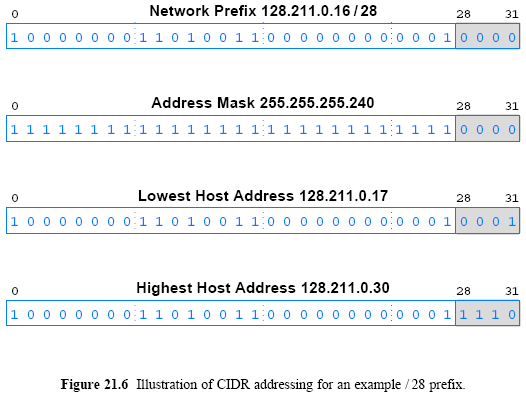 Network Prefix 128.211.0.16 / 28
0 28 31
1 0 0 0 0 0 0 0 1 1 0 1 0 0 1 1 0 0 0 0 0 0 0 0 0 0 0 1 0 0 0 0
Address Mask 255.255.255.240
0 28 31
1 1 1 1 1 1 1 1 1 1 1 1 1 1 1 1 1 1 1 1 1 1 1 1 1 1 1 1 0 0 0 0
Lowest Host Address 128.211.0.17
0 28 31
1 0 0 0 0 0 0 0 1 1 0 1 0 0 1 1 0 0 0 0 0 0 0 0 0 0 0 1 0 0 0 1
Highest Host Address 128.211.0.30
0 28 31
1 0 0 0 0 0 0 0 1 1 0 1 0 0 1 1 0 0 0 0 0 0 0 0 0 0 0 1 1 1 1 0
Figure 21.6 Illustration of CIDR addressing for an example / 28 prefix.